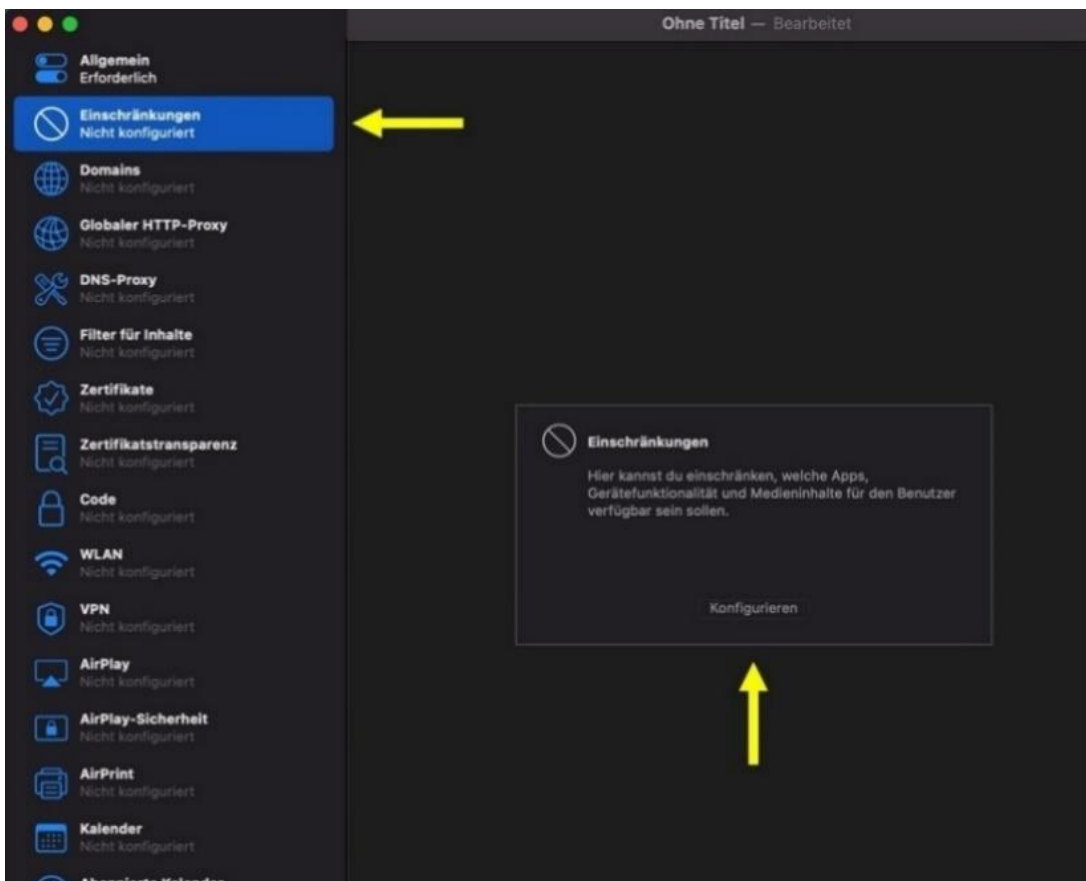 Ohne Titel — Bearbeitet
Allgemein
Erforderlich
Einschränkungen
Nicht konfiguriert
Domains
Nicht konfiguriert
Globaler HTTP-Proxy
Nicht konfiguriert
DNS-Proxy
Nicht konfiguriert
Filter für Inhalte
Nicht konfiguriert
Zertifikate
Nicht konfiguriert
Zertifikatstransparenz
Nicht konfiguriert
Code
Nicht konfiguriert
WLAN
Nicht konfiguriert
VPN
Nicht konfiguriert
AirPlay
Nicht konfiguriert
AirPlay-Sicherheit
Nicht konfiguriert
AirPrint
Nicht konfiguriert
Kalender
Nicht konfiguriert
Abonnierte Kalender
Einschränkungen
Hier kannst du einschränken, welche Apps,
Gerätefunktionalität und Medieninhalte für den Benutzer
verfügbar sein sollen.
Konfigurieren